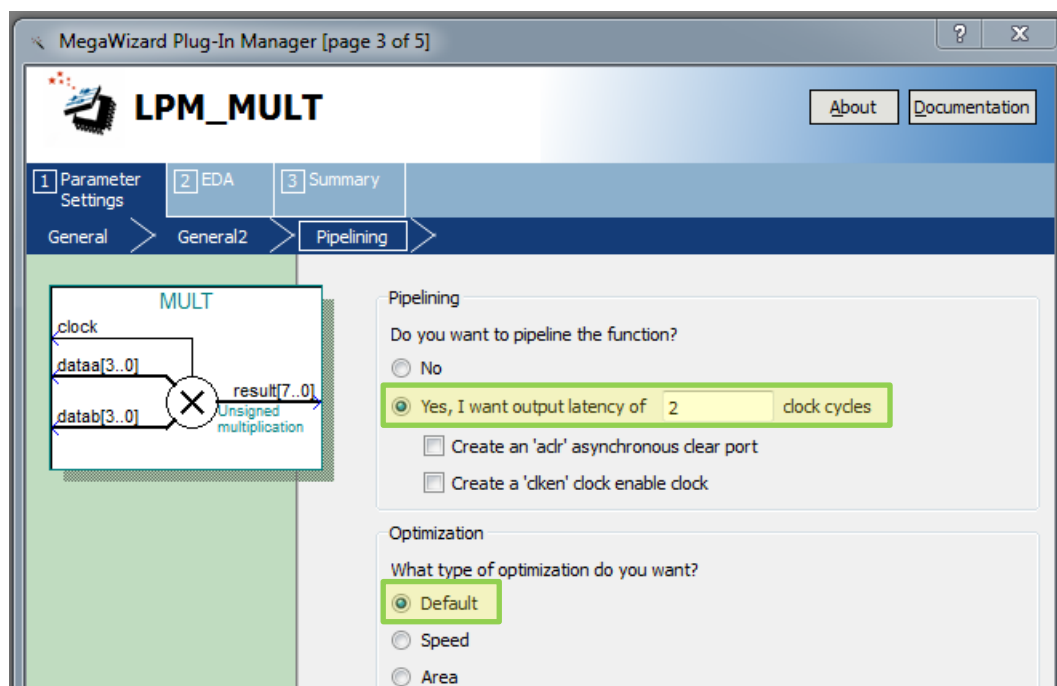 MegaWizard Plug-In Manager [page 3 of 5]
?
LPM_MULT
About
Documentation
1 Parameter Settings
2 EDA
3 Summary
General
General2
Pipelining
MULT
clock
dataa[3..0]
datab[3..0]
result[7..0]
Unsigned
multiplication
Pipelining
Do you want to pipeline the function?
No
Yes, I want output latency of 2 clock cycles
Create an 'aclr' asynchronous clear port
Create a 'clken' clock enable clock
Optimization
What type of optimization do you want?
Default
Speed
Area